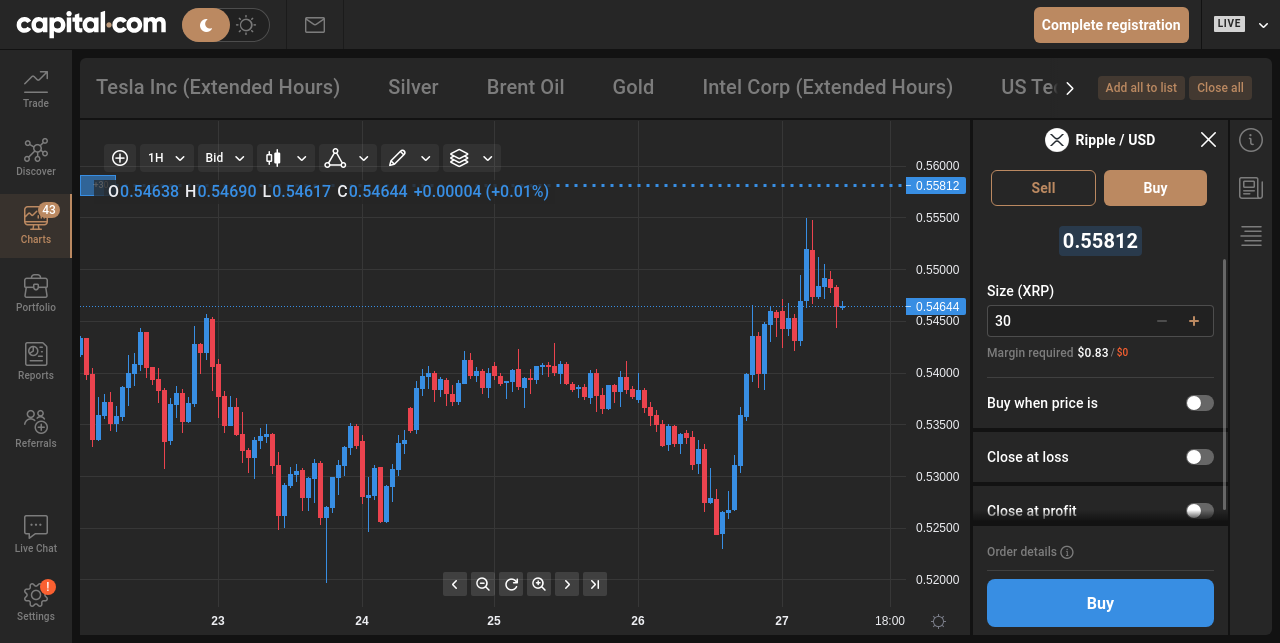 capital.com
Complete registration
LIVE
Trade
Discover
43
Charts
Portfolio
Reports
Referrals
Live Chat
!
Settings
Tesla Inc (Extended Hours) Silver Brent Oil Gold Intel Corp (Extended Hours) US Te
Add all to list Close all
1H Bid
+3
O0.54638 H0.54690 L0.54617 C0.54644 +0.00004 (+0.01%)
0.56000
0.55812
0.55500
0.55000
0.54644
0.54500
0.54000
0.53500
0.53000
0.52500
0.52000
23 24 25 26 27 18:00
Ripple / USD
Sell Buy
0.55812
Size (XRP)
30
Margin required $0.83 / $0
Buy when price is
Close at loss
Close at profit
Order details
Buy